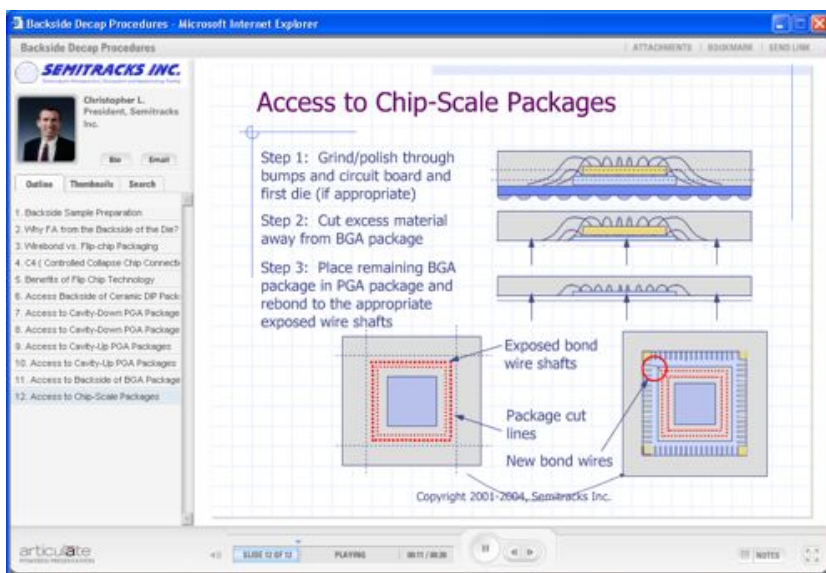 Backside Decap Procedures - Microsoft Internet Explorer
Backside Decap Procedures
ATTACHMENTS | BOOKMARK | SEND LINK
SEMITRACKS INC.
Christopher L.
President, Semitracks
Inc.
Bio Email
Outline Thumbnails Search
1. Backside Sample Preparation
2. Why FA from the Backside of the Die?
3. Wirebond vs. Flip-chip Packaging
4. C4 ( Controlled Collapse Chip Connecti
5. Benefits of Flip Chip Technology
6. Access Backside of Ceramic DIP Pack
7. Access to Cavity-Down PGA Package
8. Access to Cavity-Down PGA Package
9. Access to Cavity-Up PGA Packages
10. Access to Cavity-Up PGA Packages
11. Access to Backside of BGA Package
12. Access to Chip-Scale Packages
Access to Chip-Scale Packages
Step 1: Grind/polish through
bumps and circuit board and
first die (if appropriate)
Step 2: Cut excess material
away from BGA package
Step 3: Place remaining BGA
package in PGA package and
rebond to the appropriate
exposed wire shafts
Exposed bond
wire shafts
Package cut
lines
New bond wires
Copyright 2001-2004, Semitracks Inc.
articulate
SLIDE 12 OF 12
PLAYING
NOTES